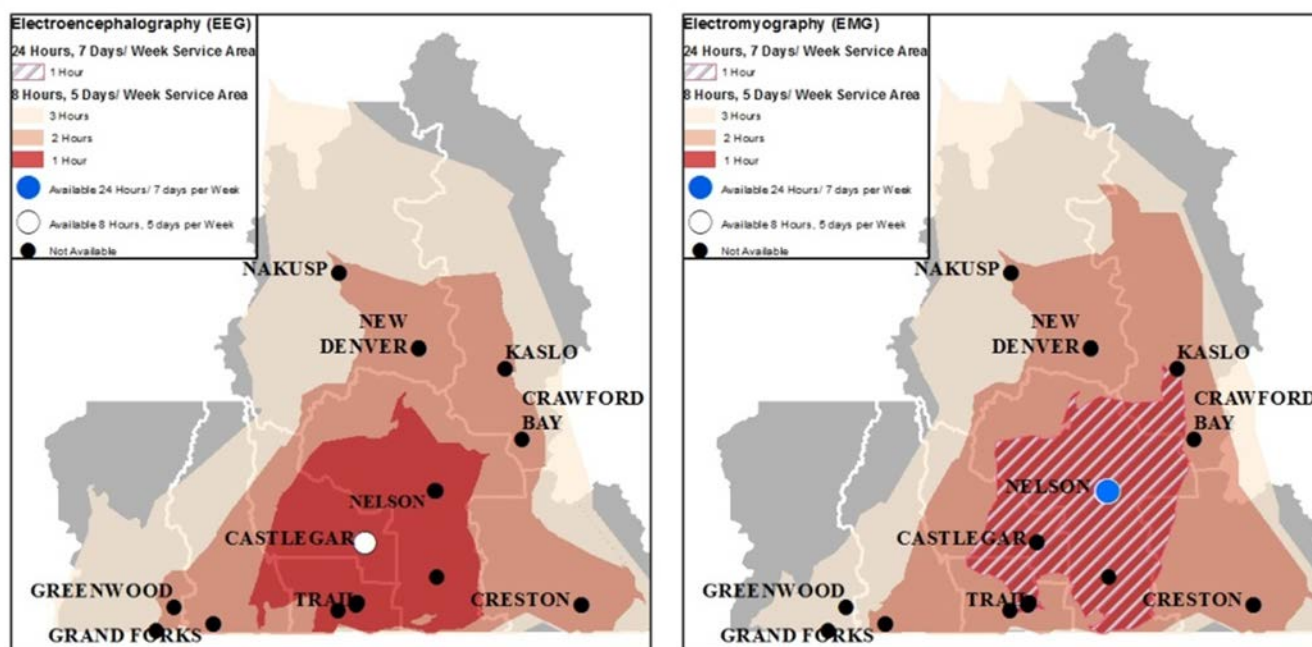 Electroencephalography (EEG)
24 Hours, 7 Days/ Week Service Area
1 Hour
8 Hours, 5 Days/ Week Service Area
3 Hours
2 Hours
1 Hour
Available 24 Hours/ 7 days per Week
Available 8 Hours, 5 days per Week
Not Available
NAKUSP
NEW
DENVER
KASLO
CRAWFORD
BAY
NELSON
CASTLEGAR
GREENWOOD
TRAIL
CRESTON
GRAND FORKS
Electromyography (EMG)
24 Hours, 7 Days/ Week Service Area
1 Hour
8 Hours, 5 Days/ Week Service Area
3 Hours
2 Hours
1 Hour
Available 24 Hours/ 7 days per Week
Available 8 Hours, 5 days per Week
Not Available
NAKUSP
NEW
DENVER
KASLO
CRAWFORD
BAY
NELSON
CASTLEGAR
GREENWOOD
TRAIL
CRESTON
GRAND FORKS